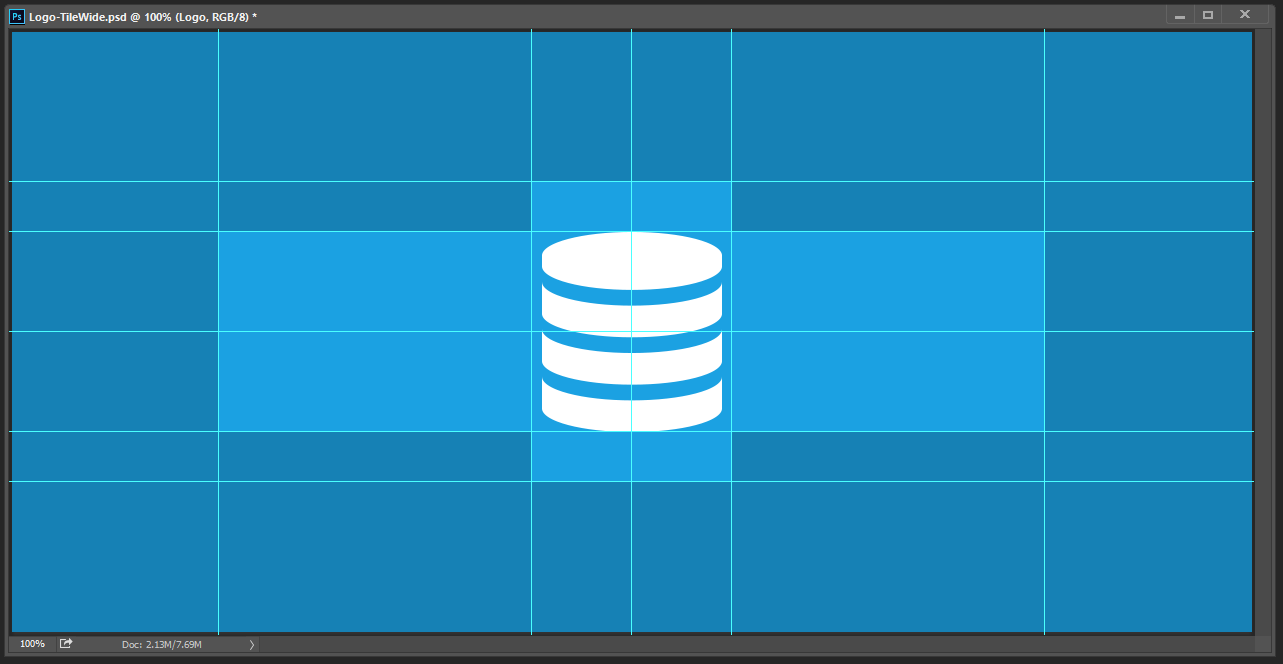 Ps Logo-TileWide.psd @ 100% (Logo, RGB/8) *
100% Doc: 2.13M/7.69M